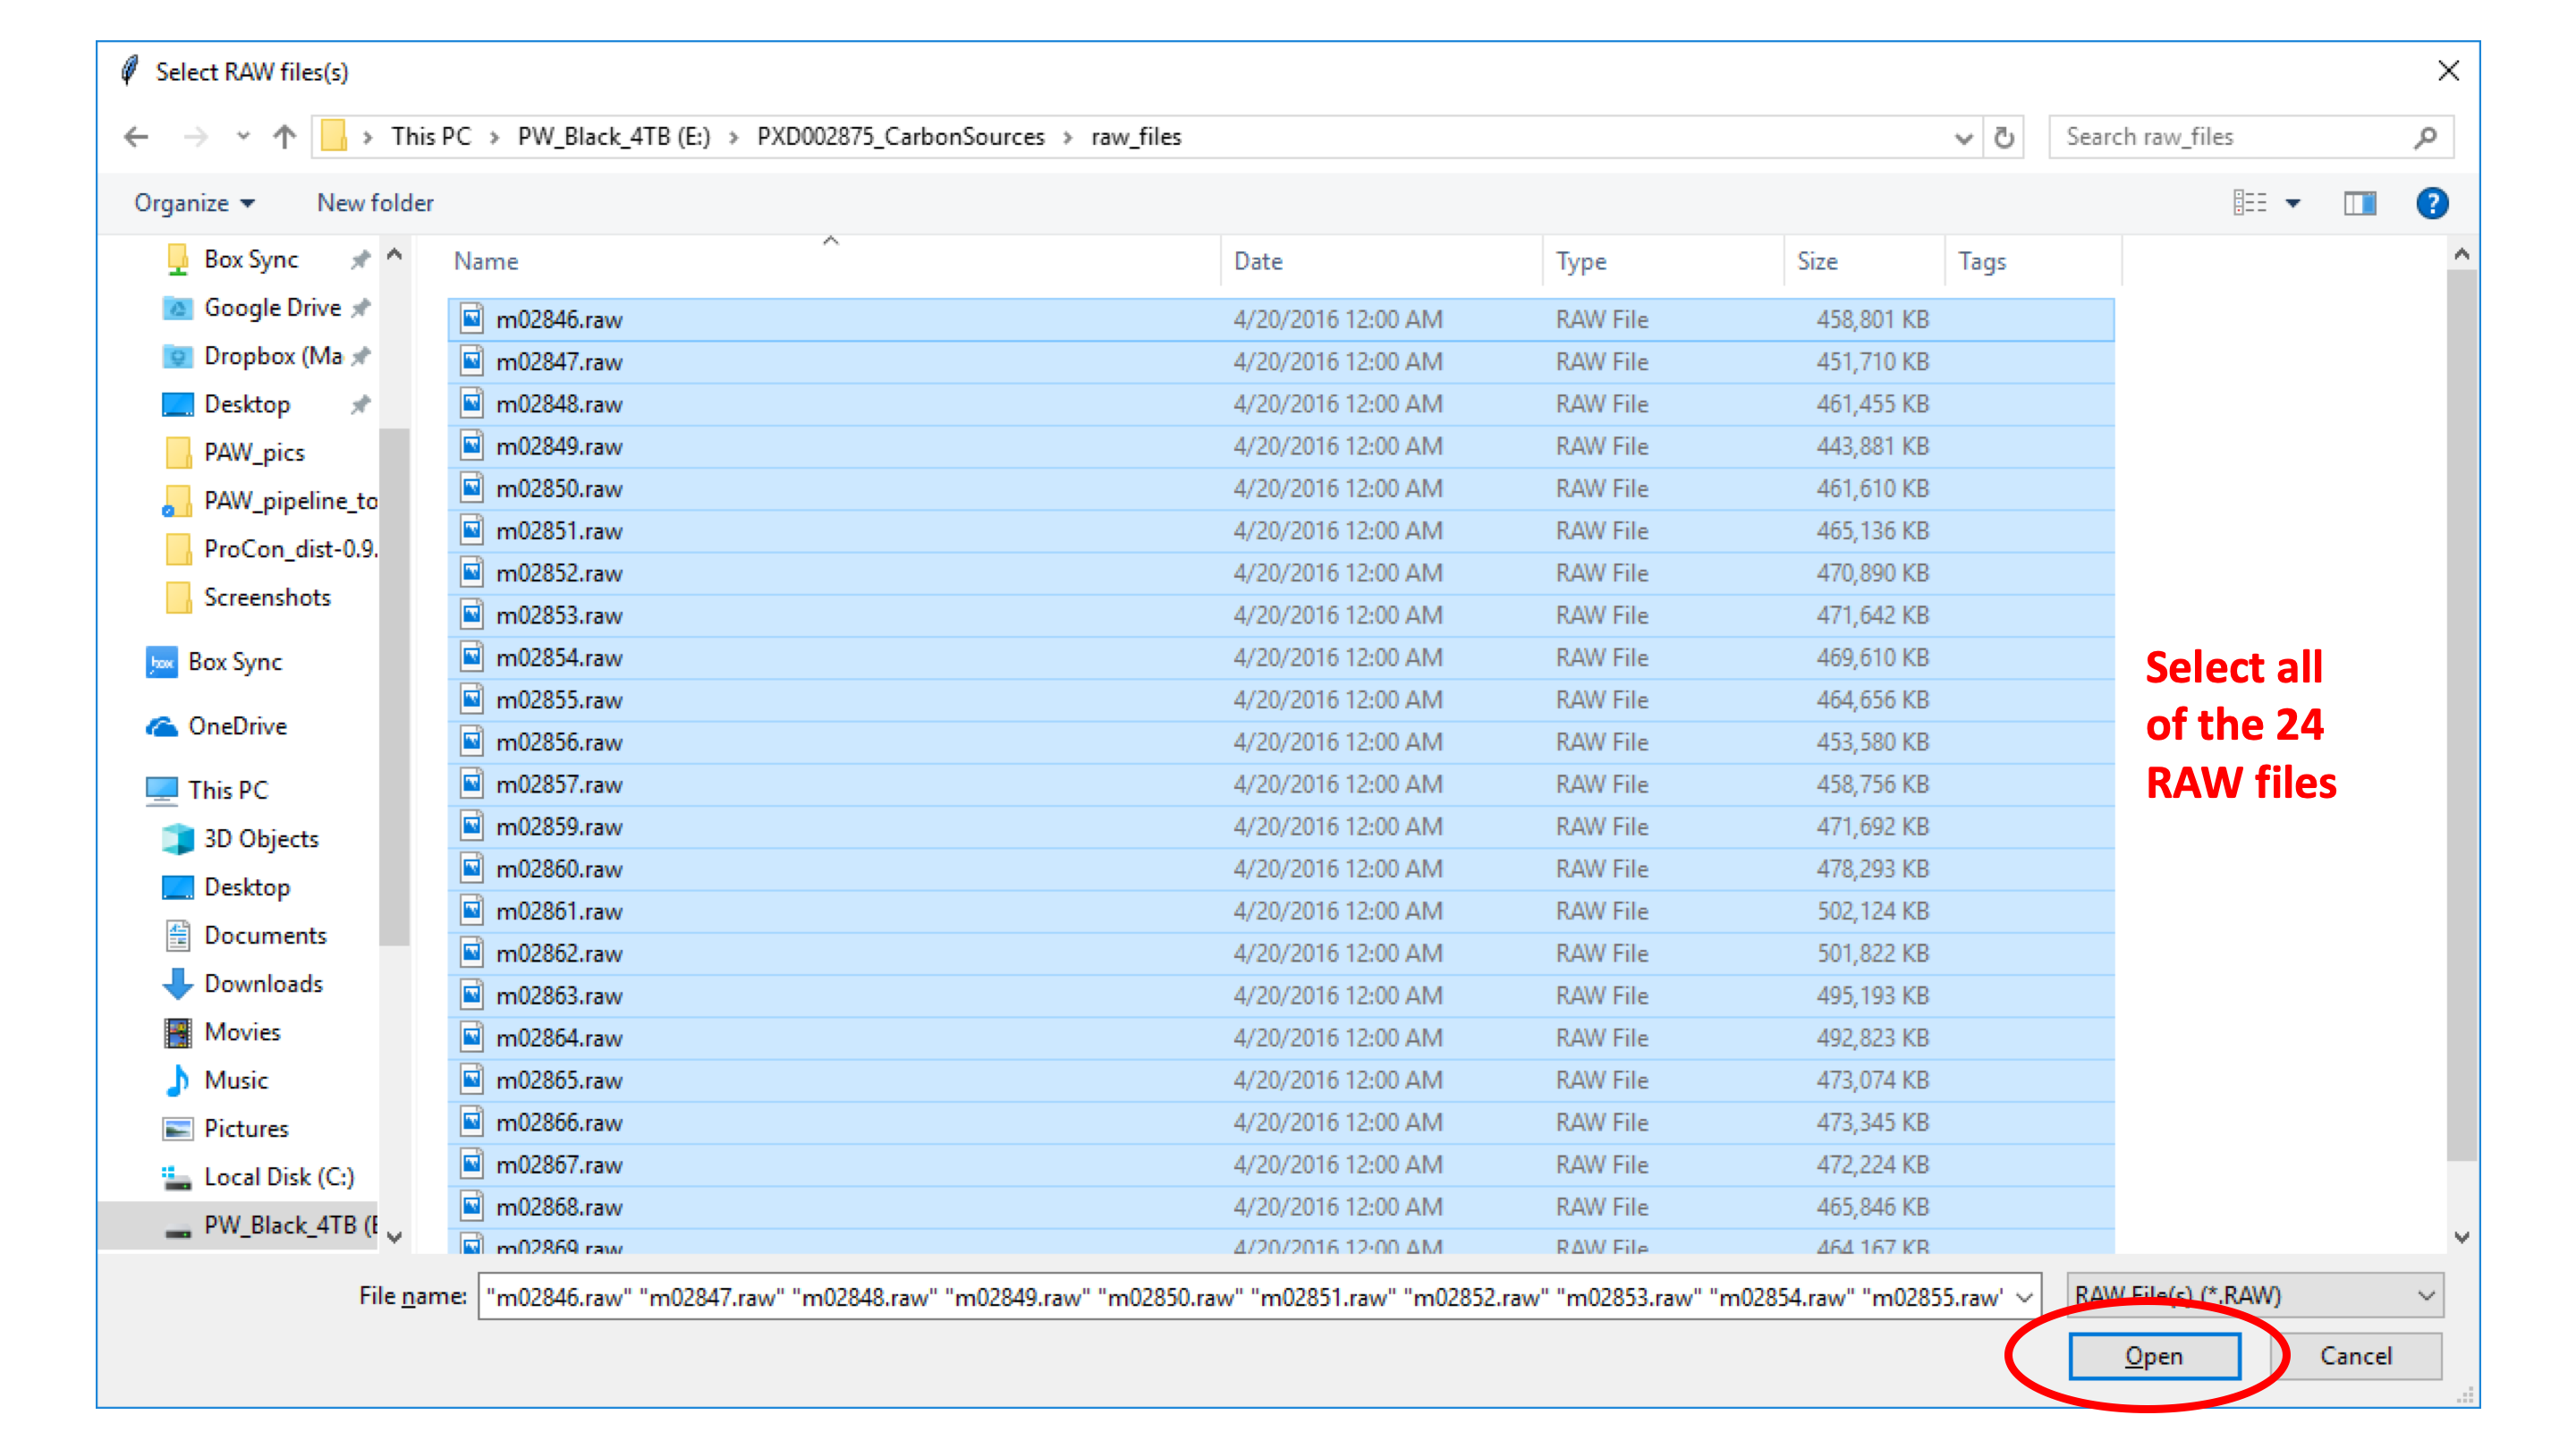 Select RAW files(s)
This PC > PW_Black_4TB (E:) > PXD002875_CarbonSources > raw_files
Search raw_files
Organize
New folder
?
Box Sync
Google Drive
Dropbox (Ma
Desktop
PAW_pics
PAW_pipeline_to
ProCon_dist-0.9.
Screenshots
box Box Sync
OneDrive
This PC
3D Objects
Desktop
Documents
Downloads
Movies
Music
Pictures
Local Disk (C:)
PW_Black_4TB (E
Name Date Type Size Tags
m02846.raw 4/20/2016 12:00 AM RAW File 458,801 KB
m02847.raw 4/20/2016 12:00 AM RAW File 451,710 KB
m02848.raw 4/20/2016 12:00 AM RAW File 461,455 KB
m02849.raw 4/20/2016 12:00 AM RAW File 443,881 KB
m02850.raw 4/20/2016 12:00 AM RAW File 461,610 KB
m02851.raw 4/20/2016 12:00 AM RAW File 465,136 KB
m02852.raw 4/20/2016 12:00 AM RAW File 470,890 KB
m02853.raw 4/20/2016 12:00 AM RAW File 471,642 KB
m02854.raw 4/20/2016 12:00 AM RAW File 469,610 KB
m02855.raw 4/20/2016 12:00 AM RAW File 464,656 KB
m02856.raw 4/20/2016 12:00 AM RAW File 453,580 KB
m02857.raw 4/20/2016 12:00 AM RAW File 458,756 KB
m02859.raw 4/20/2016 12:00 AM RAW File 471,692 KB
m02860.raw 4/20/2016 12:00 AM RAW File 478,293 KB
m02861.raw 4/20/2016 12:00 AM RAW File 502,124 KB
m02862.raw 4/20/2016 12:00 AM RAW File 501,822 KB
m02863.raw 4/20/2016 12:00 AM RAW File 495,193 KB
m02864.raw 4/20/2016 12:00 AM RAW File 492,823 KB
m02865.raw 4/20/2016 12:00 AM RAW File 473,074 KB
m02866.raw 4/20/2016 12:00 AM RAW File 473,345 KB
m02867.raw 4/20/2016 12:00 AM RAW File 472,224 KB
m02868.raw 4/20/2016 12:00 AM RAW File 465,846 KB
m02869.raw 4/20/2016 12:00 AM RAW File 464,167 KB
Select all
of the 24
RAW files
File name: "m02846.raw" "m02847.raw" "m02848.raw" "m02849.raw" "m02850.raw" "m02851.raw" "m02852.raw" "m02853.raw" "m02854.raw" "m02855.raw'
RAW File(s) (*.RAW)
Open
Cancel